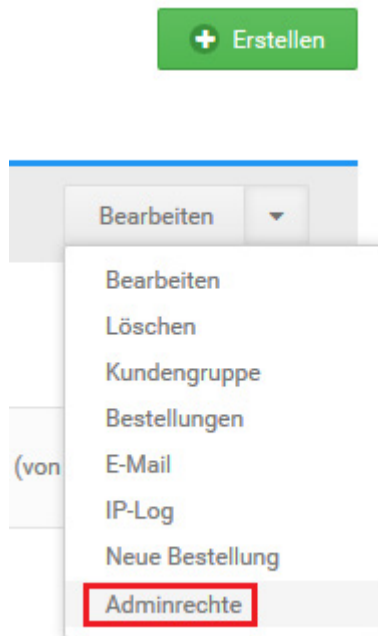 Erstellen
Bearbeiten
Bearbeiten
Löschen
Kundengruppe
Bestellungen
(von
E-Mail
IP-Log
Neue Bestellung
Adminrechte